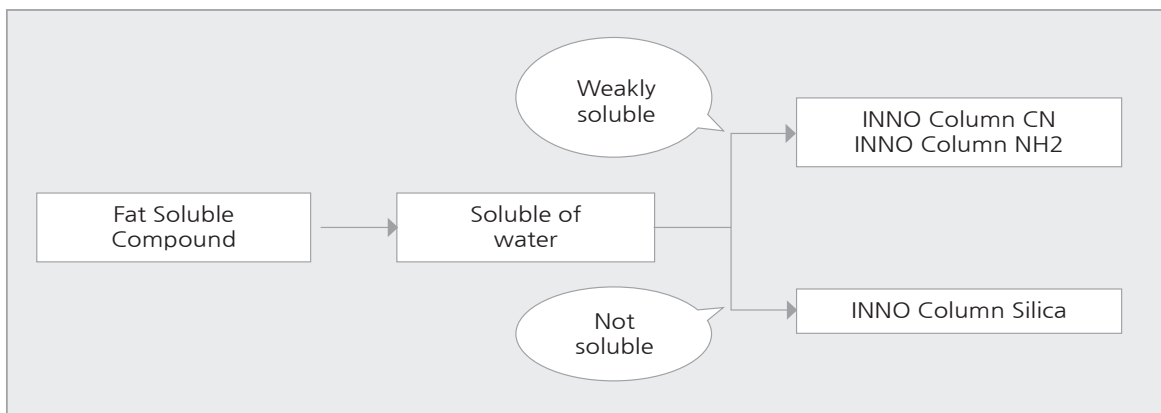 Fat Soluble
Compound
Soluble of
water
Weakly
soluble
INNO Column CN
INNO Column NH2
Not
soluble
INNO Column Silica